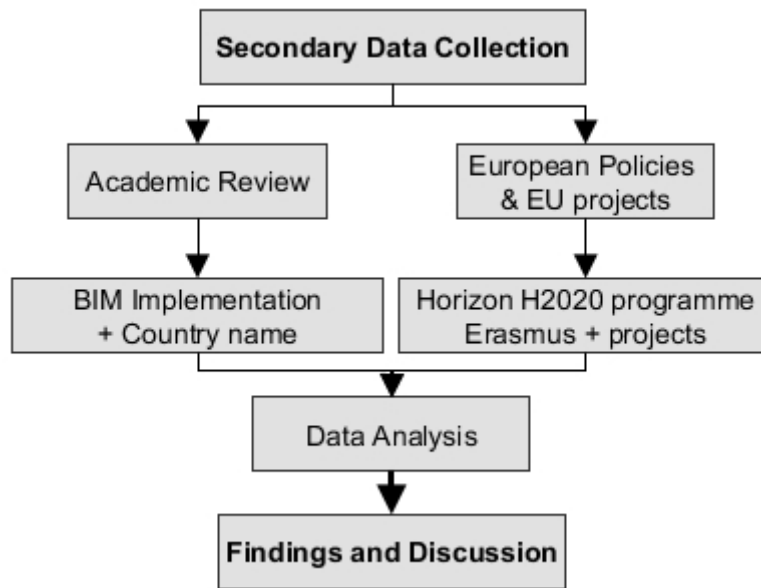 Secondary Data Collection
Academic Review
European Policies
& EU projects
BIM Implementation
+ Country name
Horizon H2020 programme
Erasmus + projects
Data Analysis
Findings and Discussion